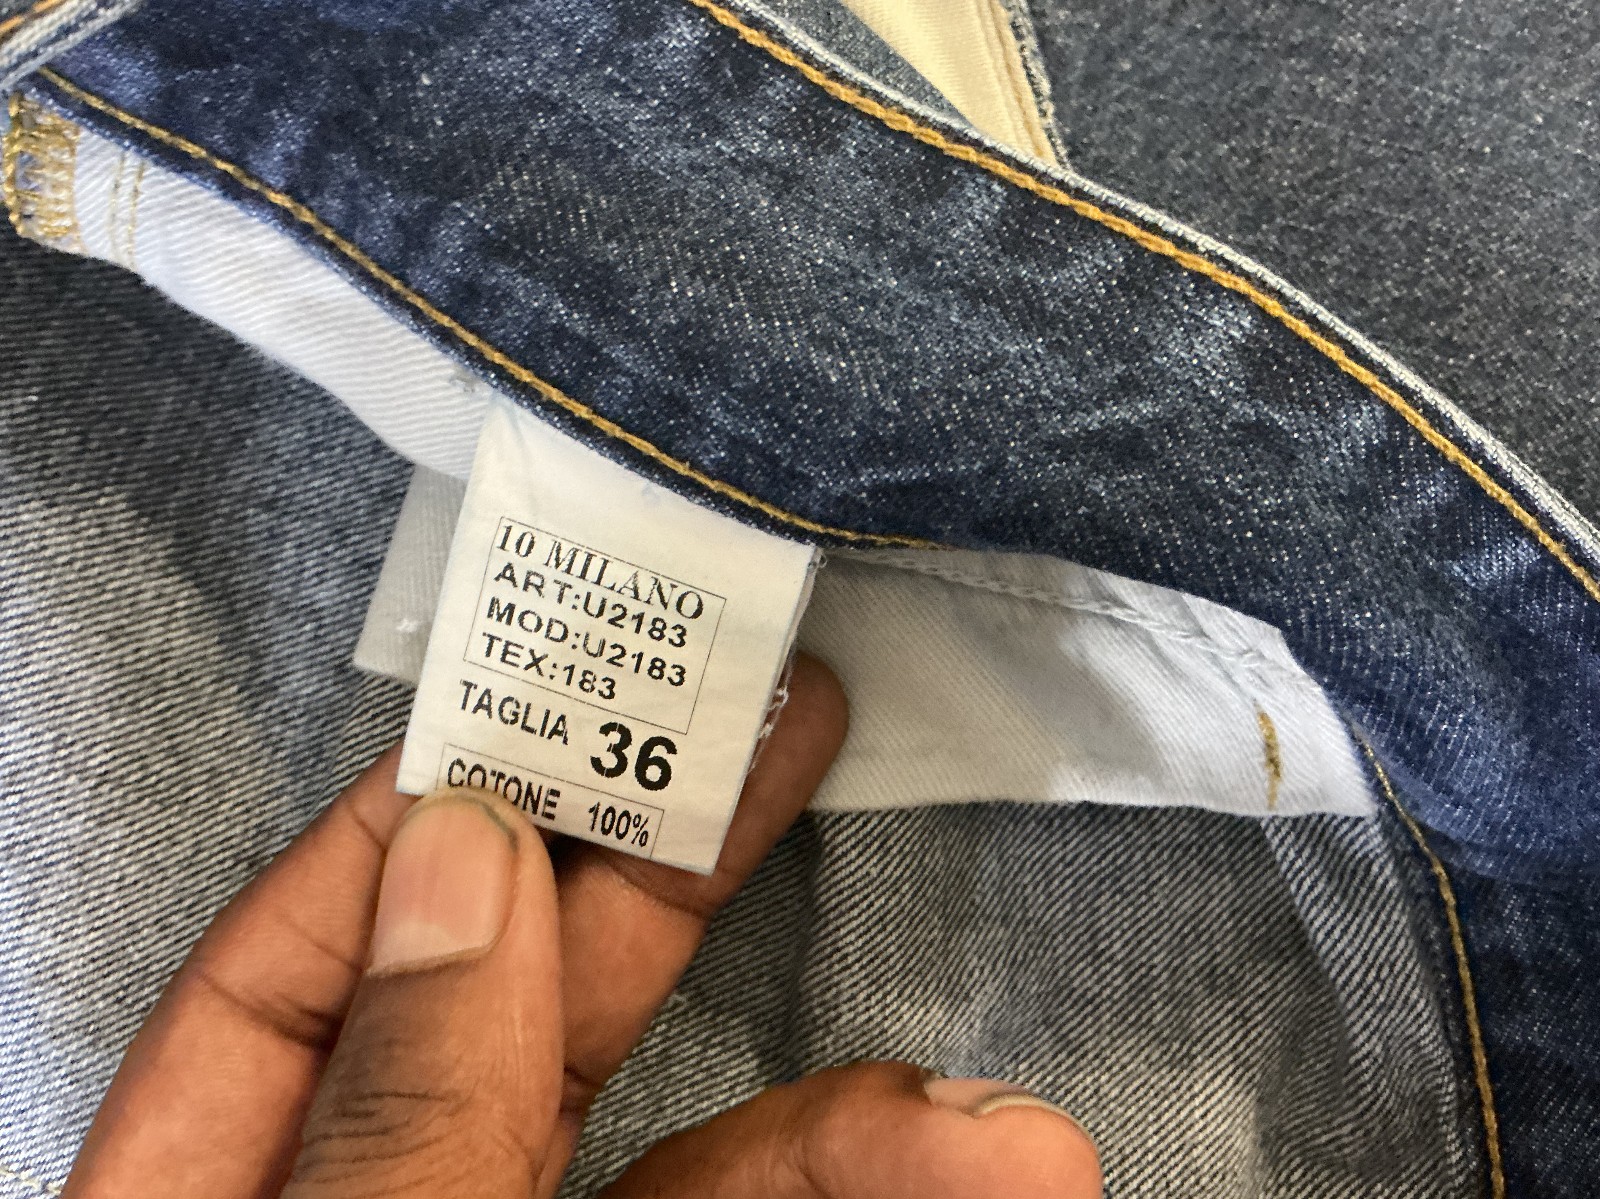 10 MILANO
ART:U2183
MOD:U2183
TEX:183
TAGLIA 36
COTONE 100%